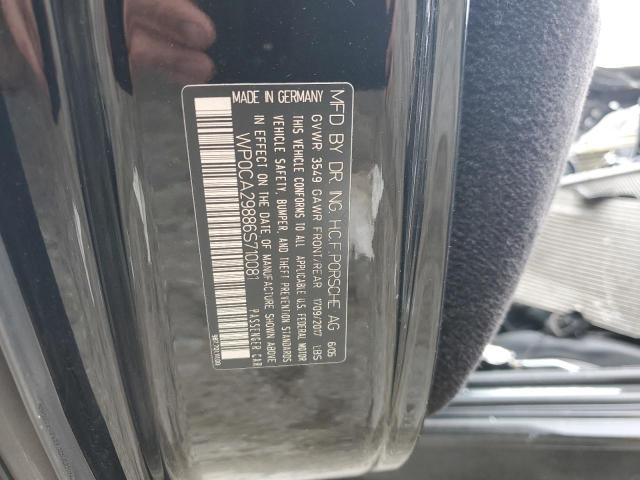 MFD BY DR. ING. H.C.F. PORSCHE AG 6/05
GVWR 3549 GAWR FRONT/REAR 1709/2017 LBS
THIS VEHICLE CONFORMS TO ALL APPLICABLE U.S. FEDERAL MOTOR
VEHICLE SAFETY, BUMPER, AND THEFT PREVENTION STANDARDS
IN EFFECT ON THE DATE OF MANUFACTURE SHOWN ABOVE
WP0CA29886S710081
PASSENGER CAR
MADE IN GERMANY